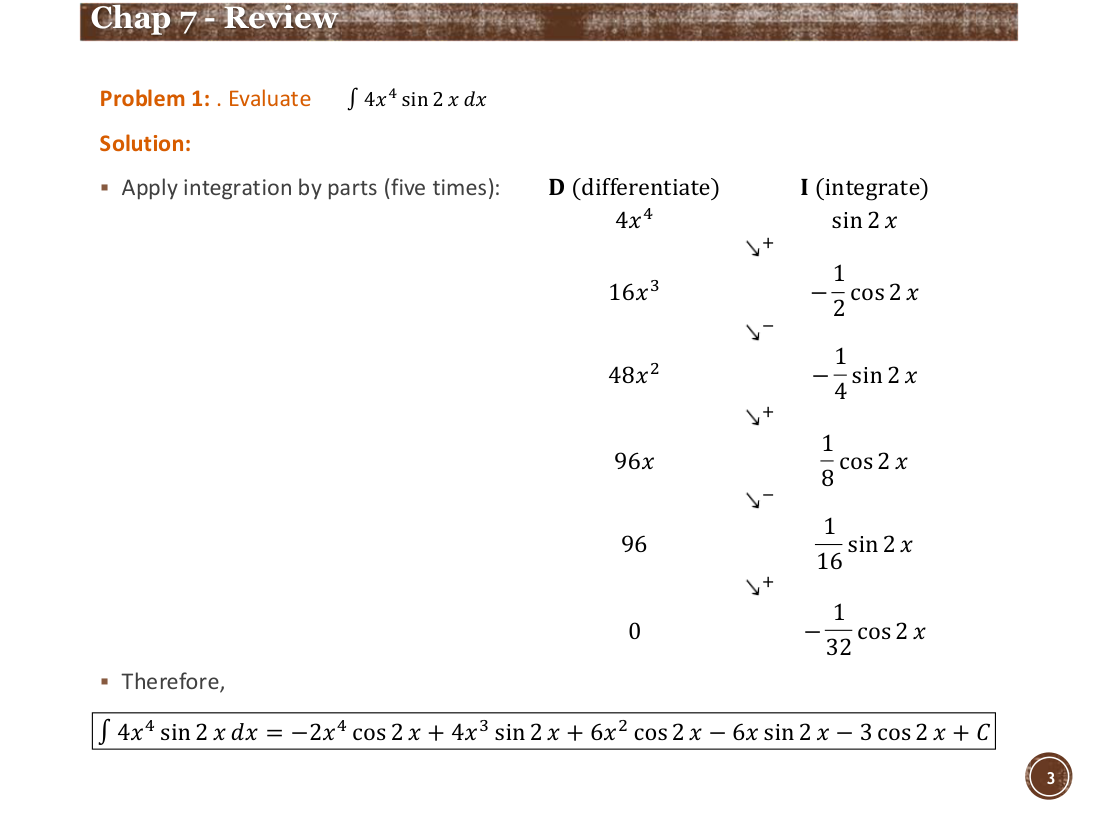 Chap 7 - Review
Problem 1: . Evaluate ∫ 4x⁴ sin 2 x dx
Solution:
▪ Apply integration by parts (five times): D (differentiate) I (integrate)
4x⁴ sin 2 x
↘+
16x³ −1/2 cos 2 x
↘−
48x² −1/4 sin 2 x
↘+
96x 1/8 cos 2 x
↘−
96 1/16 sin 2 x
↘+
0 −1/32 cos 2 x
▪ Therefore,
∫ 4x⁴ sin 2 x dx = −2x⁴ cos 2 x + 4x³ sin 2 x + 6x² cos 2 x − 6x sin 2 x − 3 cos 2 x + C
3